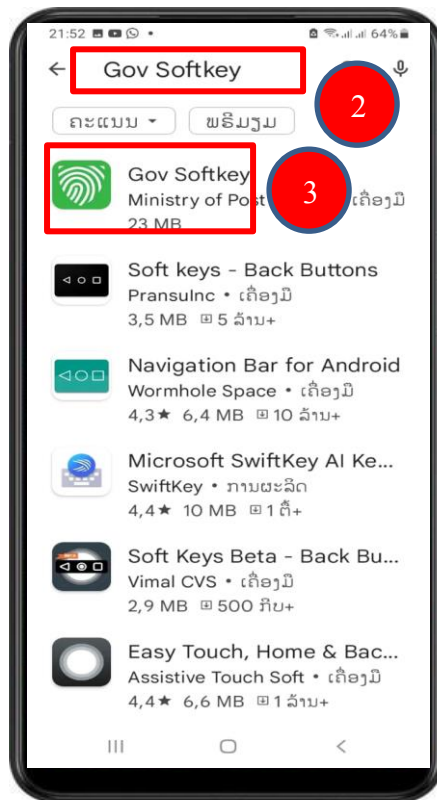 21:52 64%
Gov Softkey
2
ຄະແນນ ພຣີມຽມ
Gov Softkey
3
Ministry of Post ເຄື່ອງມື
23 MB
Soft keys - Back Buttons
PransuInc • ເຄື່ອງມື
3,5 MB 5 ລ້ານ+
Navigation Bar for Android
Wormhole Space • ເຄື່ອງມື
4,3★ 6,4 MB 10 ລ້ານ+
Microsoft SwiftKey AI Ke...
SwiftKey • ການຜະລິດ
4,4★ 10 MB 1 ຕື້+
Soft Keys Beta - Back Bu...
Vimal CVS • ເຄື່ອງມື
2,9 MB 500 ພັນ+
Easy Touch, Home & Bac...
Assistive Touch Soft • ເຄື່ອງມື
4,4★ 6,6 MB 1 ລ້ານ+